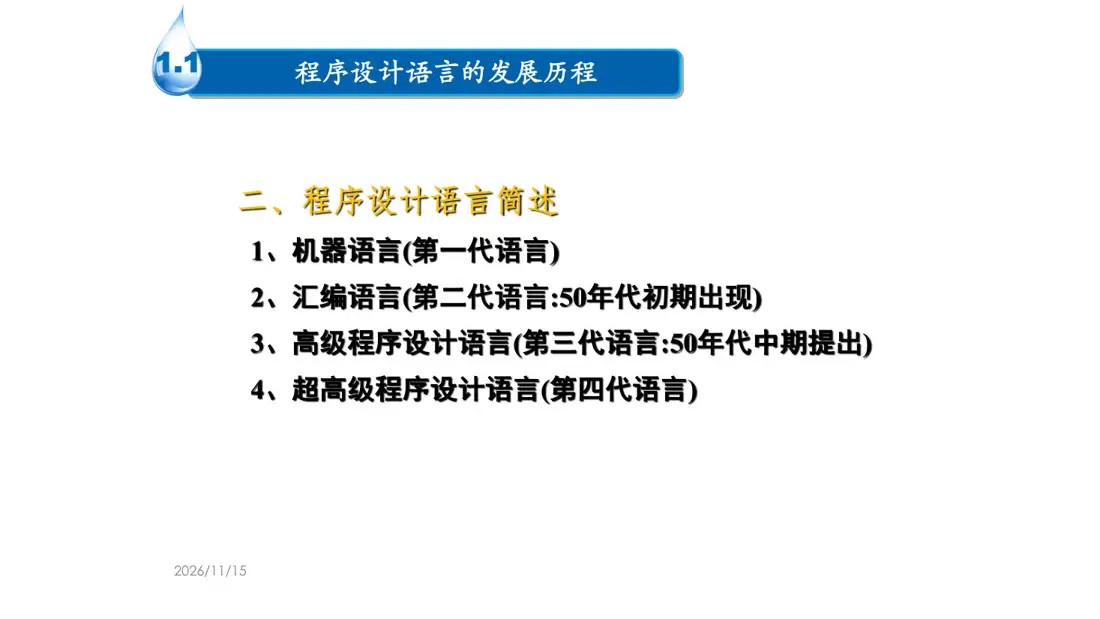 1.1
程序设计语言的发展历程
二、程序设计语言简述
1、机器语言(第一代语言)
2、汇编语言(第二代语言:50年代初期出现)
3、高级程序设计语言(第三代语言:50年代中期提出)
4、超高级程序设计语言(第四代语言)
2026/11/15